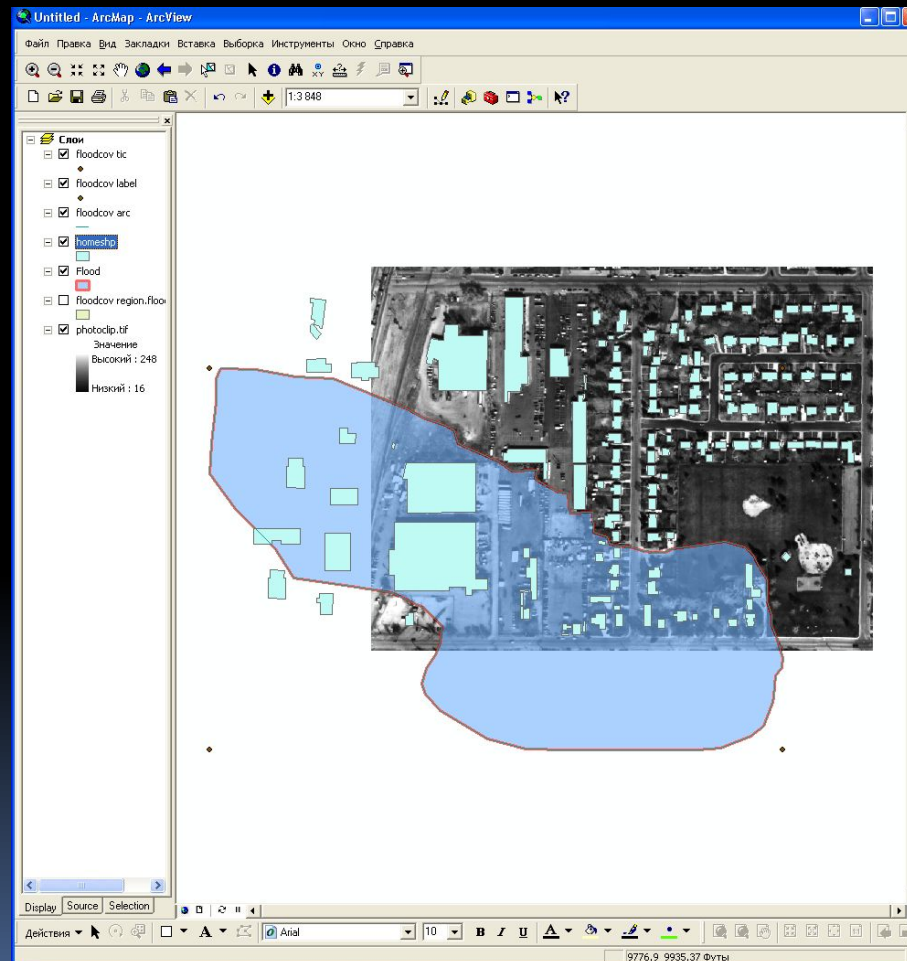 Untitled - ArcMap - ArcView
Файл Правка Вид Закладки Вставка Выборка Инструменты Окно Справка
1:3 848
Слои
floodcov tic
floodcov label
floodcov arc
homeshp
Flood
floodcov region.floo
photoclip.tif
Значение
Высокий : 248
Низкий : 16
Display Source Selection
Действия A Arial 10 B I U A
9776.9 9935.37 Футы